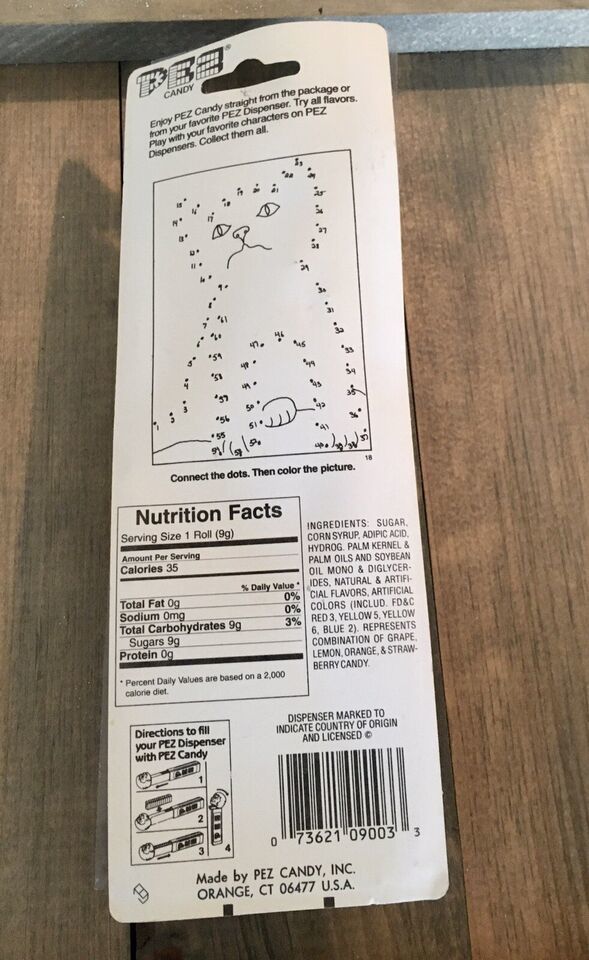 PEZ®
CANDY
Enjoy PEZ Candy straight from the package or
from your favorite PEZ Dispenser. Try all flavors.
Play with your favorite characters on PEZ
Dispensers. Collect them all.
Connect the dots. Then color the picture.
18
Nutrition Facts
Serving Size 1 Roll (9g)
Amount Per Serving
Calories 35
% Daily Value *
Total Fat 0g 0%
Sodium 0mg 0%
Total Carbohydrates 9g 3%
Sugars 9g
Protein 0g
* Percent Daily Values are based on a 2,000
calorie diet.
INGREDIENTS: SUGAR,
CORN SYRUP, ADIPIC ACID,
HYDROG. PALM KERNEL &
PALM OILS AND SOYBEAN
OIL MONO & DIGLYCER-
IDES, NATURAL & ARTIFI-
CIAL FLAVORS, ARTIFICIAL
COLORS (INCLUD. FD&C
RED 3, YELLOW 5, YELLOW
6, BLUE 2). REPRESENTS
COMBINATION OF GRAPE,
LEMON, ORANGE, & STRAW-
BERRY CANDY.
Directions to fill
your PEZ Dispenser
with PEZ Candy
1
2
3
4
DISPENSER MARKED TO
INDICATE COUNTRY OF ORIGIN
AND LICENSED ©
0 73621 09003 3
Made by PEZ CANDY, INC.
ORANGE, CT 06477 U.S.A.